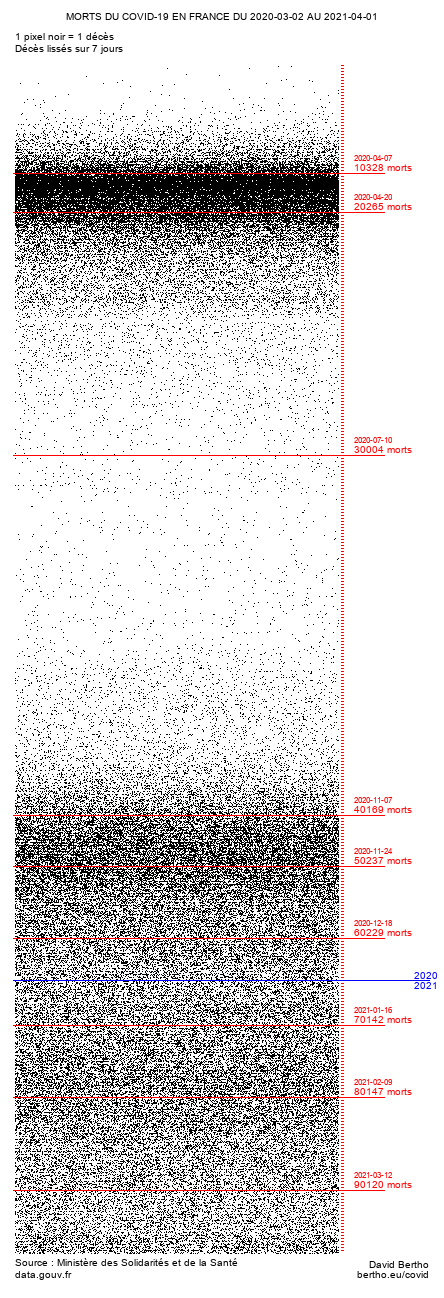 MORTS DU COVID-19 EN FRANCE DU 2020-03-02 AU 2021-04-01
1 pixel noir = 1 décès
Décès lissés sur 7 jours
2020-04-07
10328 morts
2020-04-20
20265 morts
2020-07-10
30004 morts
2020-11-07
40169 morts
2020-11-24
50237 morts
2020-12-18
60229 morts
2020
2021
2021-01-16
70142 morts
2021-02-09
80147 morts
2021-03-12
90120 morts
Source : Ministère des Solidarités et de la Santé
data.gouv.fr
David Bertho
bertho.eu/covid